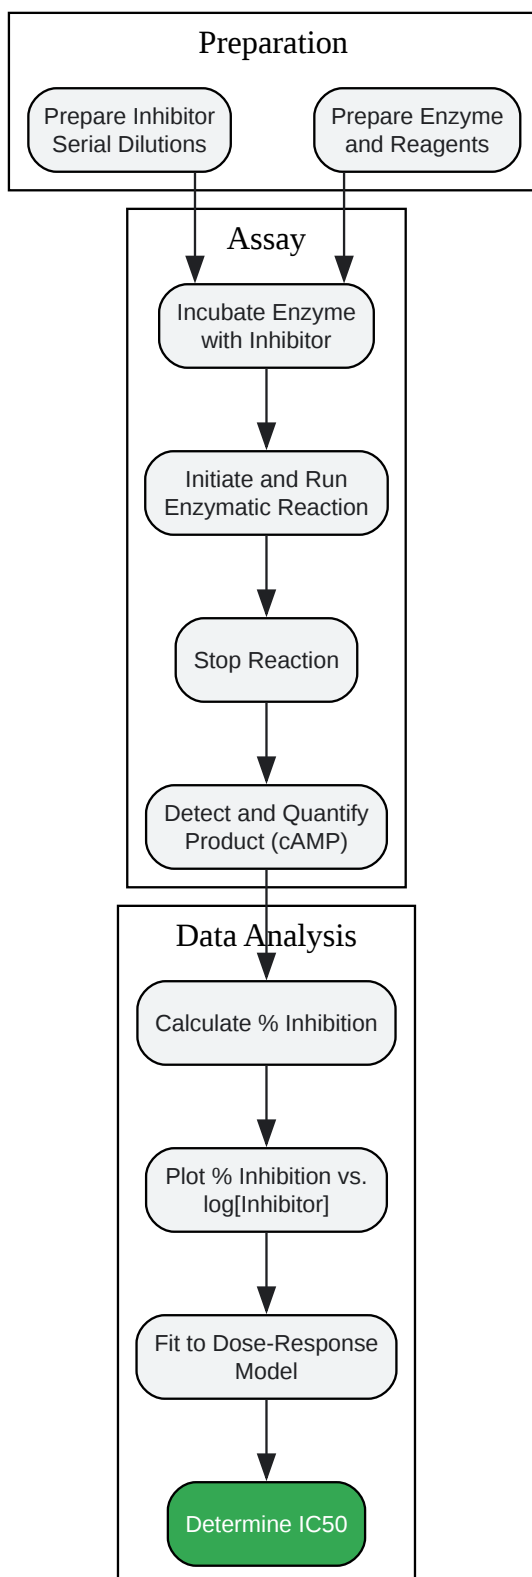 Preparation
Prepare Inhibitor
Serial Dilutions
Prepare Enzyme
and Reagents
Assay
Incubate Enzyme
with Inhibitor
Initiate and Run
Enzymatic Reaction
Stop Reaction
Detect and Quantify
Product (cAMP)
Data Analysis
Calculate % Inhibition
Plot % Inhibition vs.
log[Inhibitor]
Fit to Dose-Response
Model
Determine IC50